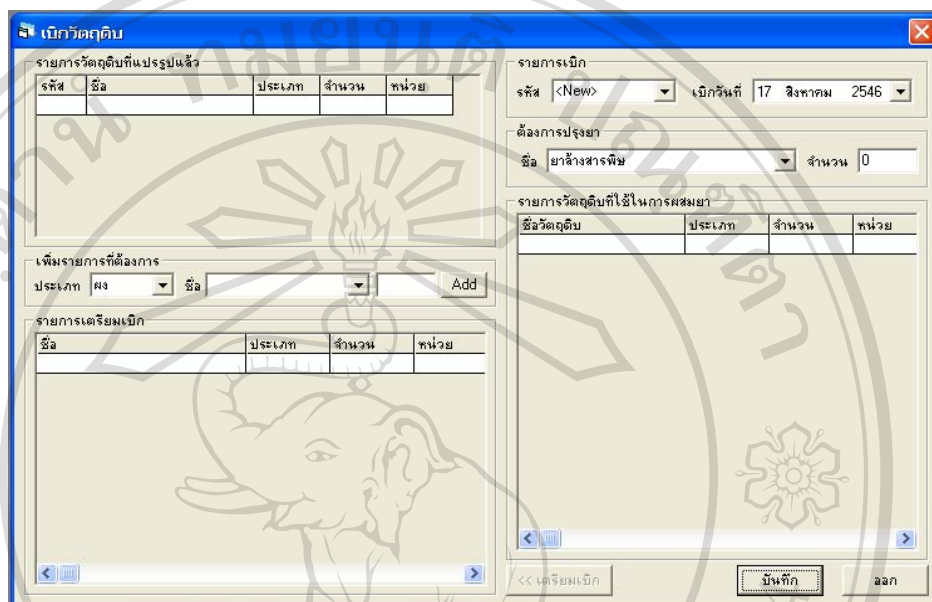 เบิกวัตถุดิบ
รายการวัตถุดิบที่แปรรูปแล้ว
รหัส ชื่อ ประเภท จำนวน หน่วย
เพิ่มรายการที่ต้องการ
ประเภท ผง ชื่อ Add
รายการเตรียมเบิก
ชื่อ ประเภท จำนวน หน่วย
รายการเบิก
รหัส <New> เบิกวันที่ 17 สิงหาคม 2546
ต้องการปรุงยา
ชื่อ ยาล้างสารพิษ จำนวน 0
รายการวัตถุดิบที่ใช้ในการผสมยา
ชื่อวัตถุดิบ ประเภท จำนวน หน่วย
<< เตรียมเบิก บันทึก ออก